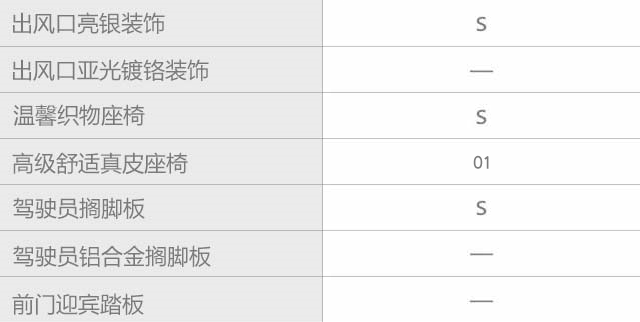 出风口亮银装饰 S
出风口亚光镀铬装饰 —
温馨织物座椅 S
高级舒适真皮座椅 01
驾驶员搁脚板 S
驾驶员铝合金搁脚板 —
前门迎宾踏板 —